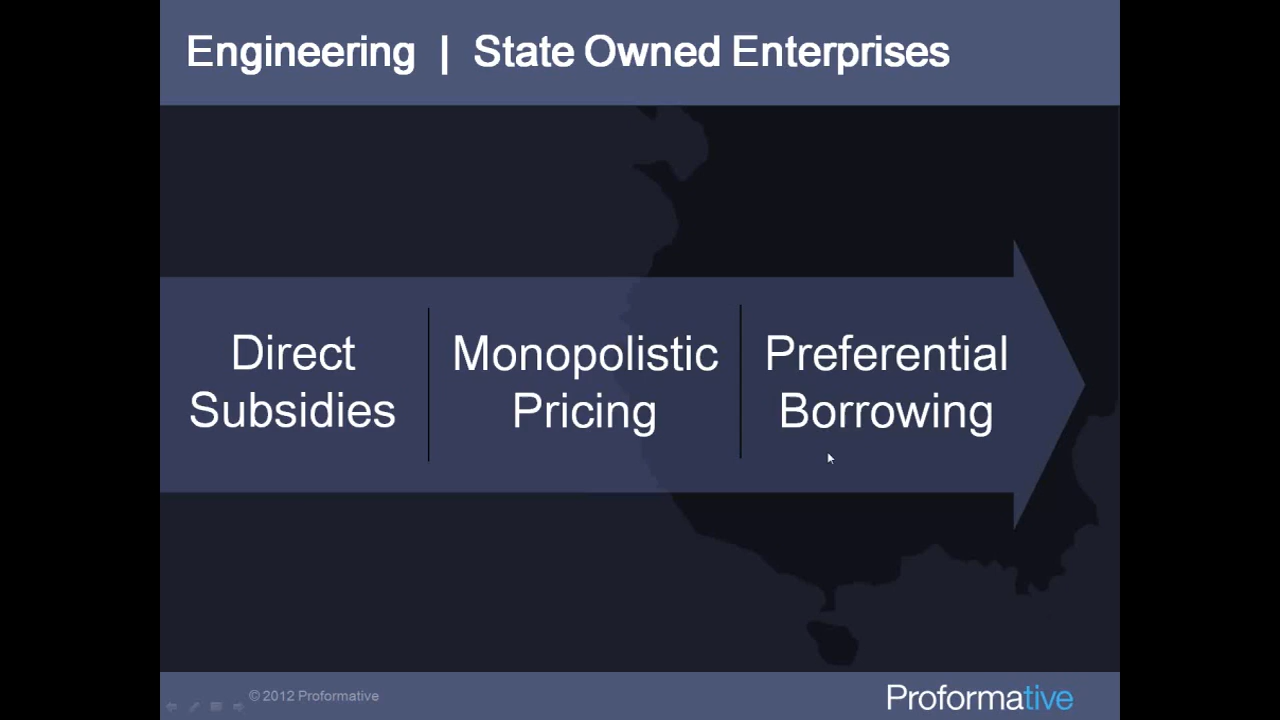 Engineering | State Owned Enterprises
Direct
Subsidies
Monopolistic
Pricing
Preferential
Borrowing
© 2012 Proformative
Proformative